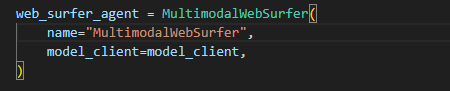 web_surfer_agent = MultimodalWebSurfer(
    name="MultimodalWebSurfer",
    model_client=model_client,
)